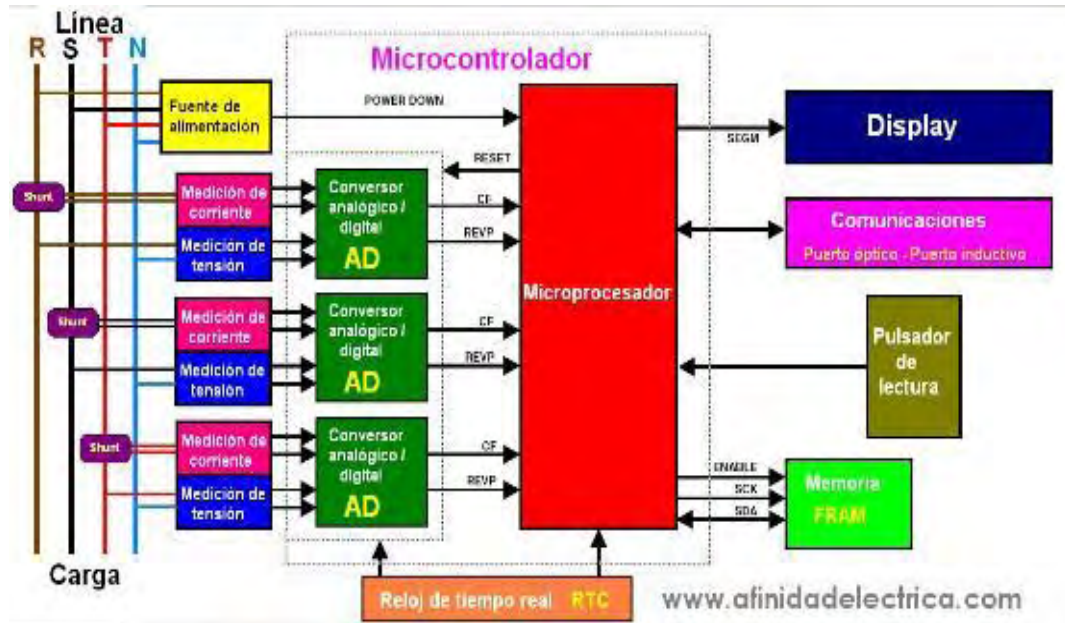 Línea
R S T N
Microcontrolador
Fuente de
alimentación
POWER DOWN
Display
SEGM
RESET
Shunt
Medición de
corriente
Medición de
tensión
Conversor
analógico /
digital
AD
CF
REVP
Comunicaciones
Puerto óptico - Puerto inductivo
Microprocesador
Shunt
Medición de
corriente
Medición de
tensión
Conversor
analógico /
digital
AD
CF
REVP
Pulsador
de
lectura
Shunt
Medición de
corriente
Medición de
tensión
Conversor
analógico /
digital
AD
CF
REVP
ENABLE
SCK
SDA
Memoria
FRAM
Carga
Reloj de tiempo real RTC
www.afinidadelectrica.com